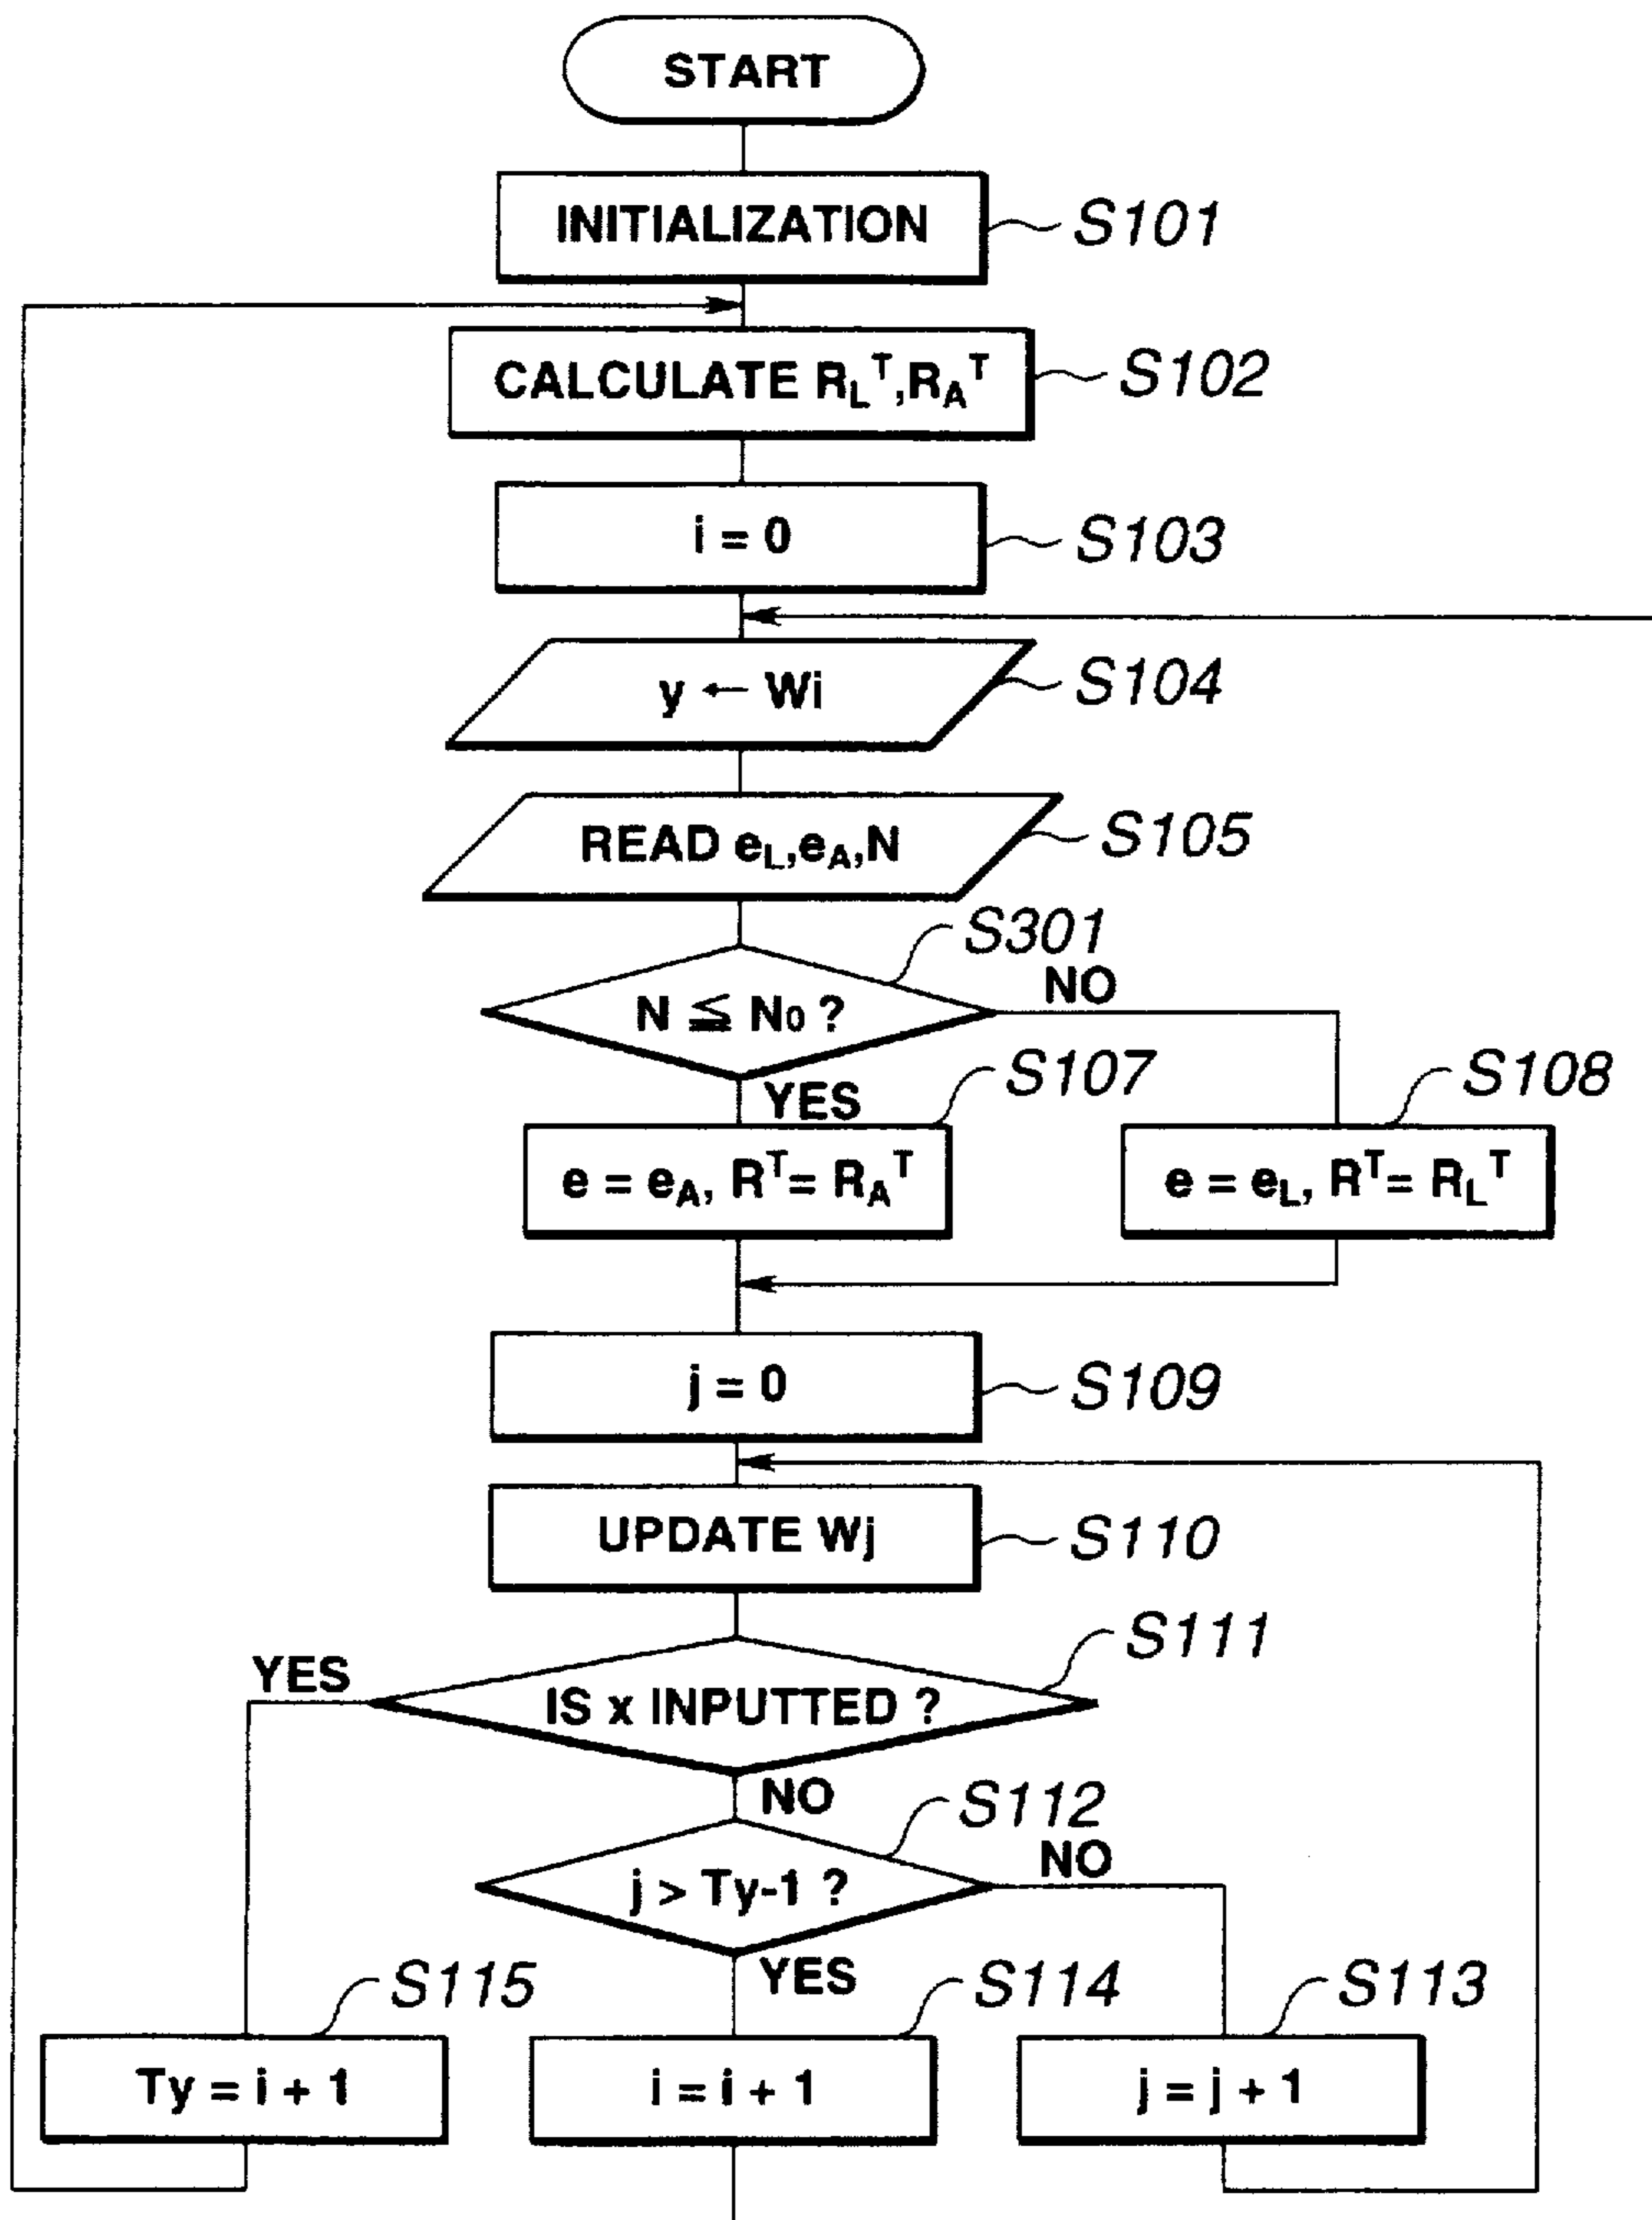 START
INITIALIZATION
S101
CALCULATE R_L^T,R_A^T
S102
i = 0
S103
y ← Wi
S104
READ e_L,e_A,N
S105
S301
N ≦ N₀ ?
NO
YES
S107
S108
e = e_A, R^T= R_A^T
e = e_L, R^T= R_L^T
j = 0
S109
UPDATE Wj
S110
S111
YES
IS x INPUTTED ?
NO
S112
NO
j > Ty-1 ?
YES
S115
S114
S113
Ty = i + 1
i = i + 1
j = j + 1